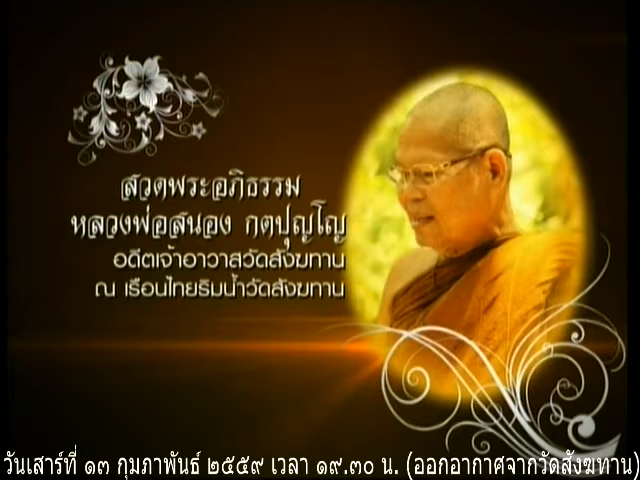 สวดพระอภิธรรม
หลวงพ่อสนอง กตปุญโญ
อดีตเจ้าอาวาสวัดสังฆทาน
ณ เรือนไทยริมน้ำวัดสังฆทาน
วันเสาร์ที่ ๑๓ กุมภาพันธ์ ๒๕๕๙ เวลา ๑๙.๓๐ น. (ออกอากาศจากวัดสังฆทาน)